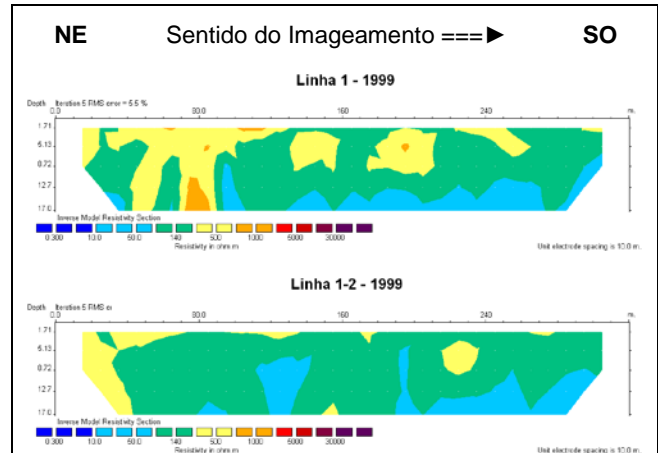 NE Sentido do Imageamento ===► SO
Linha 1 - 1999
Depth Iteration 5 RMS error = 5.5 %
0.0 80.0 160 240 m.
1.71
5.13
12.7
17.0
Inverse Model Resistivity Section
0.300 10.0 50.0 140 500 1000 5000 30000
Resistivity in ohm m
Unit electrode spacing is 10.0 m.
Linha 1-2 - 1999
Depth Iteration 5 RMS
0.0 80.0 160 240 m.
1.71
5.13
12.7
17.0
Inverse Model Resistivity Section
0.300 10.0 50.0 140 500 1000 5000 30000
Resistivity in ohm m
Unit electrode spacing is 10.0 m.